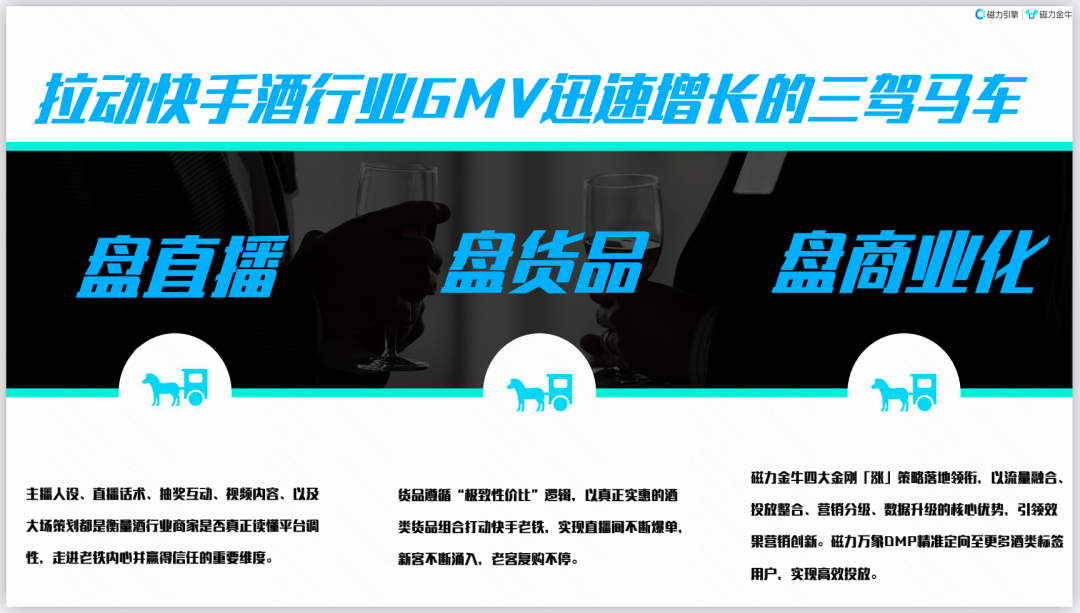 磁力引擎 | 磁力金牛
拉动快手酒行业GMV迅速增长的三驾马车
盘直播
盘货品
盘商业化
主播人设、直播话术、抽奖互动、视频内容、以及
大场策划都是衡量酒行业商家是否真正读懂平台调
性，走进老铁内心并赢得信任的重要维度。
货品遵循“极致性价比”逻辑，以真正实惠的酒
类货品组合打动快手老铁，实现直播间不断爆单，
新客不断涌入，老客复购不停。
磁力金牛四大金刚「涨」策略落地领衔，以流量融合、
投放整合、营销分级、数据升级的核心优势，引领效
果营销创新。磁力万象DMP精准定向至更多酒类标签
用户，实现高效投放。